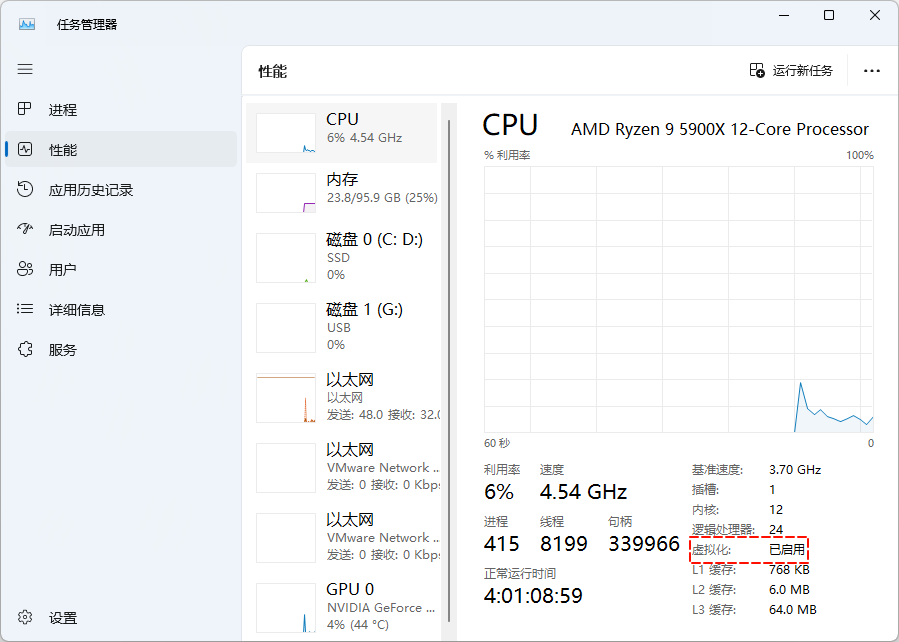 任务管理器
性能
运行新任务
进程
性能
应用历史记录
启动应用
用户
详细信息
服务
设置
CPU
6% 4.54 GHz
内存
23.8/95.9 GB (25%)
磁盘 0 (C: D:)
SSD
0%
磁盘 1 (G:)
USB
0%
以太网
以太网
发送: 48.0 接收: 32.0
以太网
VMware Network ...
发送: 0 接收: 0 Kbps
以太网
VMware Network ...
发送: 0 接收: 0 Kbps
GPU 0
NVIDIA GeForce ...
4% (44 °C)
CPU AMD Ryzen 9 5900X 12-Core Processor
% 利用率 100%
60 秒 0
利用率 速度
6% 4.54 GHz
进程 线程 句柄
415 8199 339966
正常运行时间
4:01:08:59
基准速度: 3.70 GHz
插槽: 1
内核: 12
逻辑处理器: 24
虚拟化: 已启用
L1 缓存: 768 KB
L2 缓存: 6.0 MB
L3 缓存: 64.0 MB